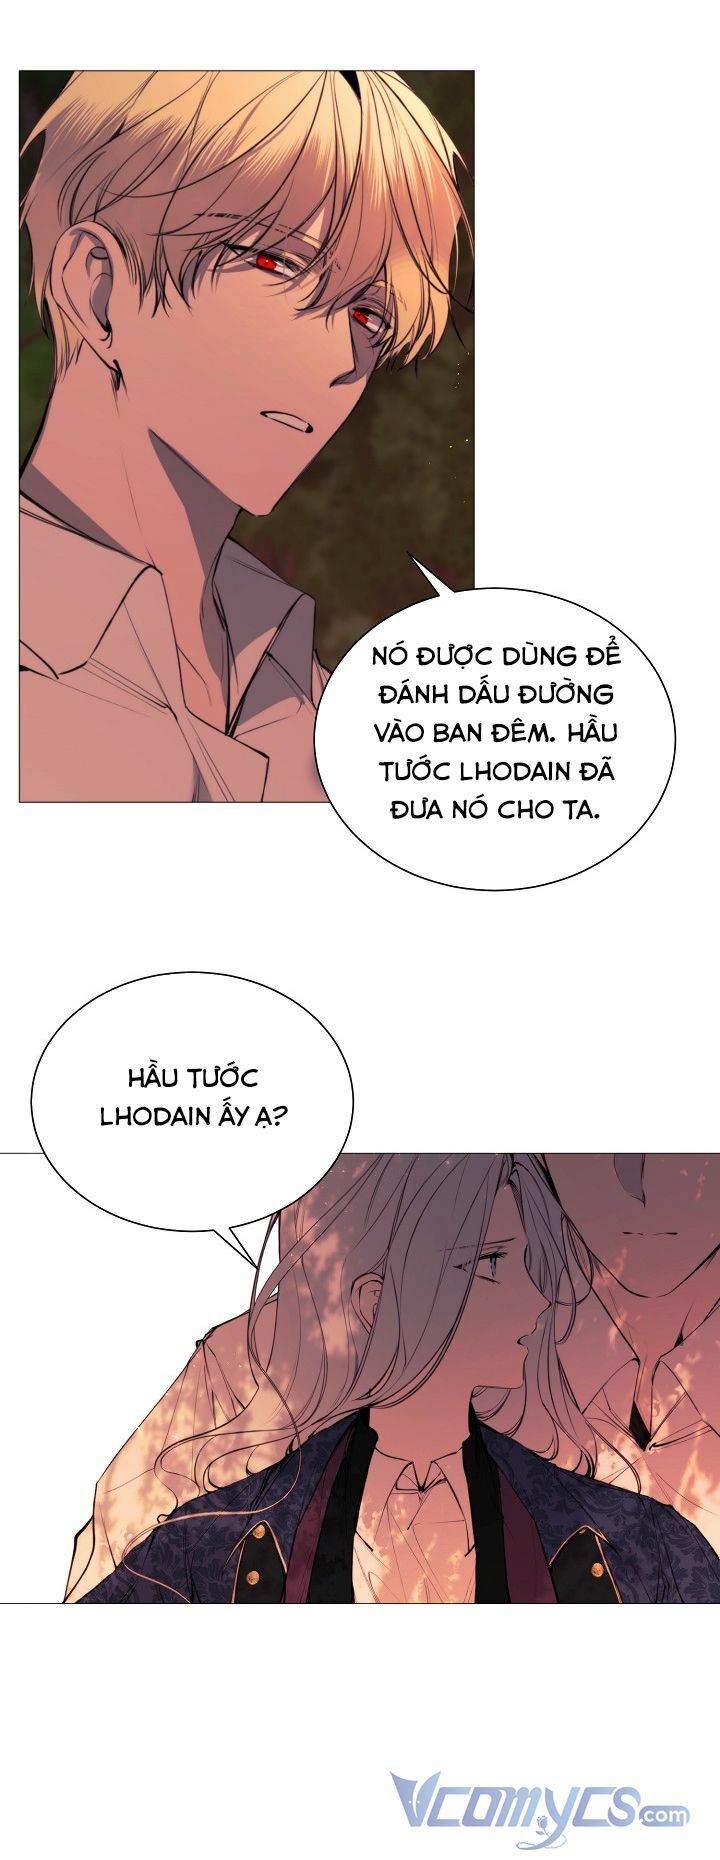 NÓ ĐƯỢC DÙNG ĐỂ
ĐÁNH DẤU ĐƯỜNG
VÀO BAN ĐÊM. HẦU
TƯỚC LHODAIN ĐÃ
ĐƯA NÓ CHO TA.
HẦU TƯỚC
LHODAIN ẤY Ạ?
VCOMYCS.com